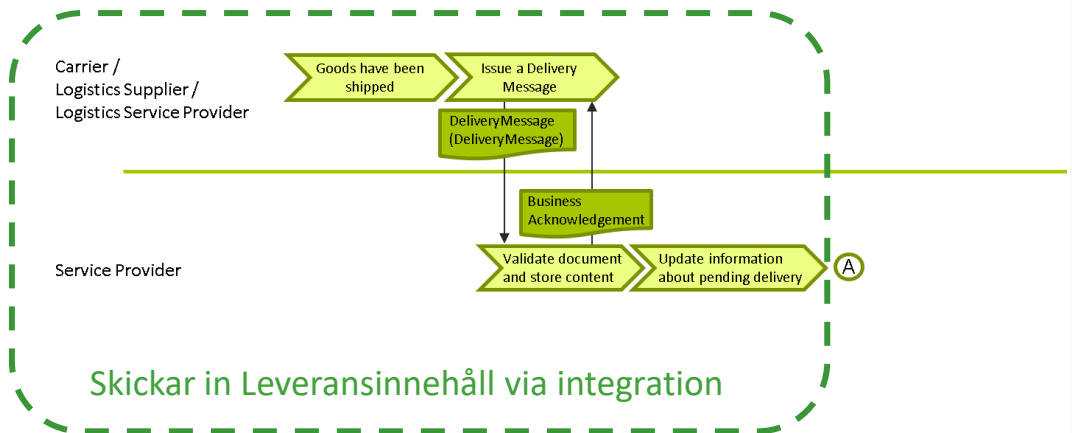 Carrier /
Logistics Supplier /
Logistics Service Provider
Goods have been
shipped
Issue a Delivery
Message
DeliveryMessage
(DeliveryMessage)
Business
Acknowledgement
Service Provider
Validate document
and store content
Update information
about pending delivery
A
Skickar in Leveransinnehåll via integration